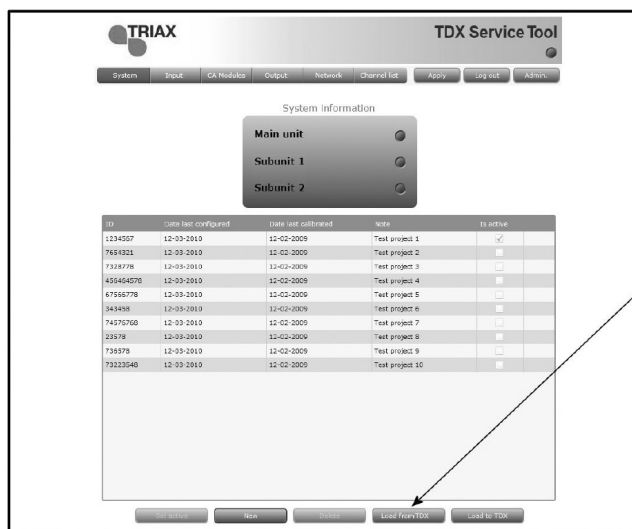 TRIAX
TDX Service Tool
System Input CA Modules Output Network Channel list Apply Log out Admin.
System information
Main unit
Subunit 1
Subunit 2
ID Date last configured Date last calibrated Note Is active
1234567 12-03-2010 12-02-2009 Test project 1
7654321 12-03-2010 12-02-2009 Test project 2
7328778 12-03-2010 12-02-2009 Test project 3
456464578 12-03-2010 12-02-2009 Test project 4
67566778 12-03-2010 12-02-2009 Test project 5
343458 12-03-2010 12-02-2009 Test project 6
74576768 12-03-2010 12-02-2009 Test project 7
23578 12-03-2010 12-02-2009 Test project 8
736578 12-03-2010 12-02-2009 Test project 9
73223548 12-03-2010 12-02-2009 Test project 10
Set active New Delete Load from TDX Load to TDX